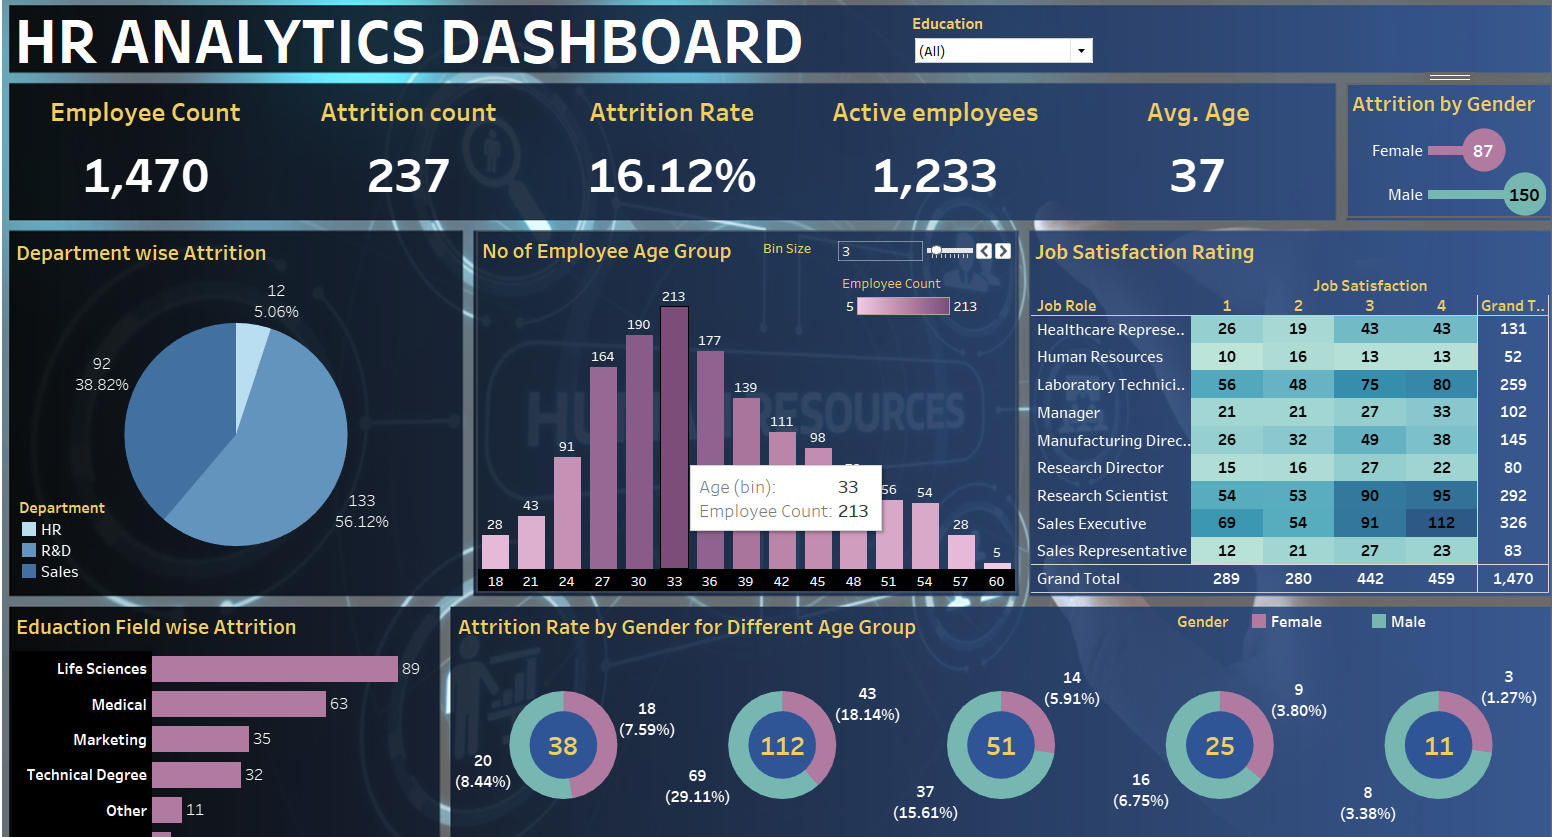 HR ANALYTICS DASHBOARD
Education
(All)
Employee Count
1,470
Attrition count
237
Attrition Rate
16.12%
Active employees
1,233
Avg. Age
37
Attrition by Gender
Female 87
Male 150
Department wise Attrition
12
5.06%
92
38.82%
133
56.12%
Department
HR
R&D
Sales
No of Employee Age Group
Bin Size 3
Employee Count
5 213
28 43 91 164 190 213 177 139 111 98 56 54 28 5
Age (bin): 33
Employee Count: 213
18 21 24 27 30 33 36 39 42 45 48 51 54 57 60
Job Satisfaction Rating
Job Satisfaction
Job Role 1 2 3 4 Grand T..
Healthcare Represe.. 26 19 43 43 131
Human Resources 10 16 13 13 52
Laboratory Technici.. 56 48 75 80 259
Manager 21 21 27 33 102
Manufacturing Direc.. 26 32 49 38 145
Research Director 15 16 27 22 80
Research Scientist 54 53 90 95 292
Sales Executive 69 54 91 112 326
Sales Representative 12 21 27 23 83
Grand Total 289 280 442 459 1,470
Eduaction Field wise Attrition
Life Sciences 89
Medical 63
Marketing 35
Technical Degree 32
Other 11
Attrition Rate by Gender for Different Age Group
Gender Female Male
38
18
(7.59%)
20
(8.44%)
112
43
(18.14%)
69
(29.11%)
51
14
(5.91%)
37
(15.61%)
25
9
(3.80%)
16
(6.75%)
11
3
(1.27%)
8
(3.38%)